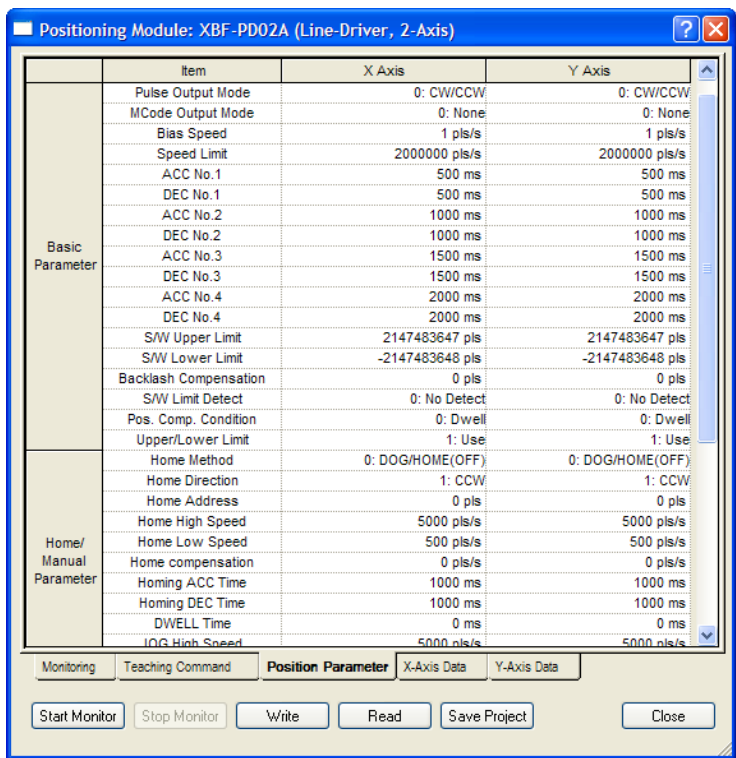 Positioning Module: XBF-PD02A (Line-Driver, 2-Axis)
Item X Axis Y Axis
Basic Parameter
Pulse Output Mode 0: CW/CCW 0: CW/CCW
MCode Output Mode 0: None 0: None
Bias Speed 1 pls/s 1 pls/s
Speed Limit 2000000 pls/s 2000000 pls/s
ACC No.1 500 ms 500 ms
DEC No.1 500 ms 500 ms
ACC No.2 1000 ms 1000 ms
DEC No.2 1000 ms 1000 ms
ACC No.3 1500 ms 1500 ms
DEC No.3 1500 ms 1500 ms
ACC No.4 2000 ms 2000 ms
DEC No.4 2000 ms 2000 ms
S/W Upper Limit 2147483647 pls 2147483647 pls
S/W Lower Limit -2147483648 pls -2147483648 pls
Backlash Compensation 0 pls 0 pls
S/W Limit Detect 0: No Detect 0: No Detect
Pos. Comp. Condition 0: Dwell 0: Dwell
Upper/Lower Limit 1: Use 1: Use
Home/ Manual Parameter
Home Method 0: DOG/HOME(OFF) 0: DOG/HOME(OFF)
Home Direction 1: CCW 1: CCW
Home Address 0 pls 0 pls
Home High Speed 5000 pls/s 5000 pls/s
Home Low Speed 500 pls/s 500 pls/s
Home compensation 0 pls/s 0 pls/s
Homing ACC Time 1000 ms 1000 ms
Homing DEC Time 1000 ms 1000 ms
DWELL Time 0 ms 0 ms
JOG High Speed 5000 pls/s 5000 pls/s
Monitoring Teaching Command Position Parameter X-Axis Data Y-Axis Data
Start Monitor Stop Monitor Write Read Save Project Close